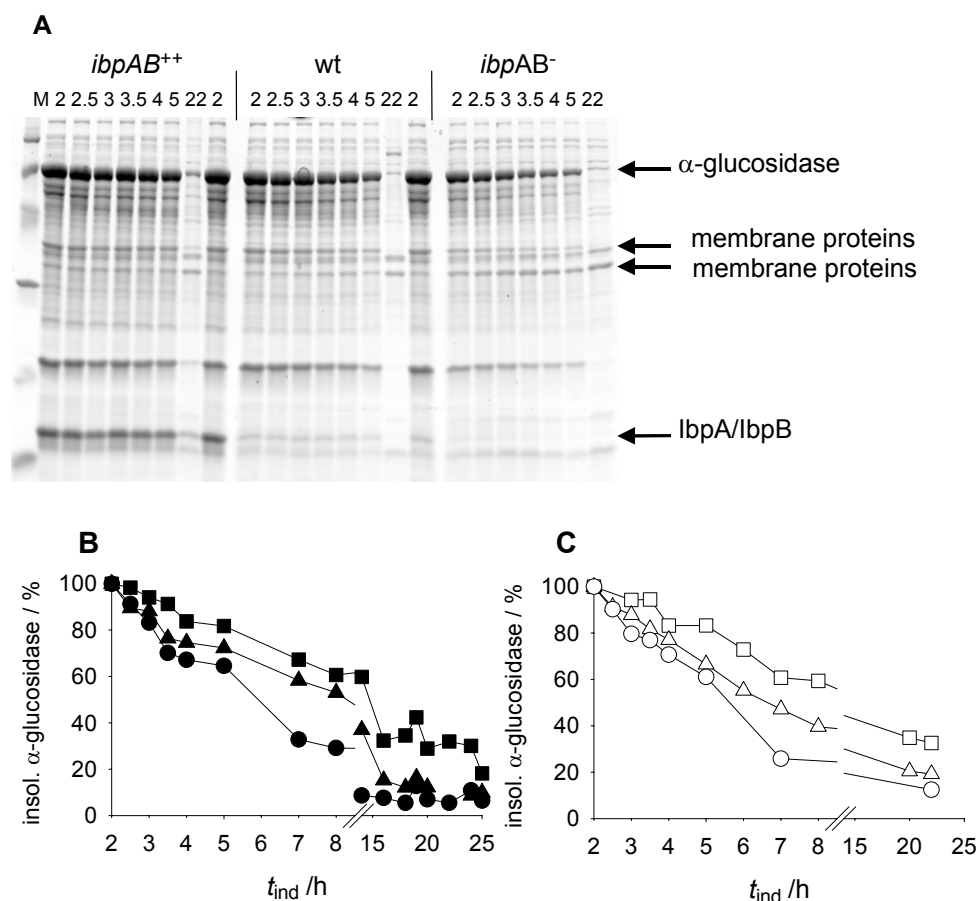 A
ibpAB++ wt ibpAB-
M 2 2.5 3 3.5 4 5 22 2 2 2.5 3 3.5 4 5 22 2 2 2.5 3 3.5 4 5 22
α-glucosidase
membrane proteins
membrane proteins
IbpA/IbpB
B
insol. α-glucosidase / %
100
80
60
40
20
0
2 3 4 5 6 7 8 15 20 25
tind /h
C
insol. α-glucosidase / %
100
80
60
40
20
0
2 3 4 5 6 7 8 15 20 25
tind /h